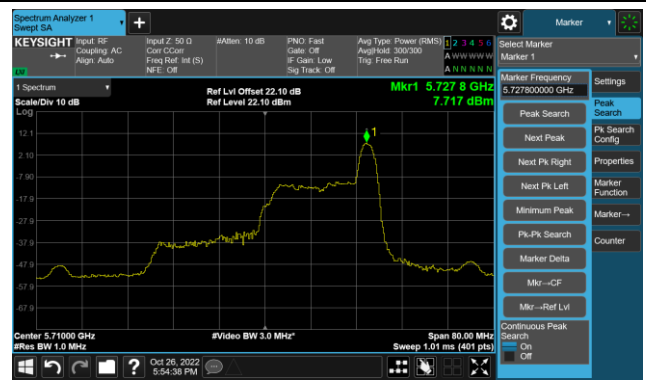 Spectrum Analyzer 1
Swept SA
Marker
KEYSIGHT
Input: RF
Coupling: AC
Align: Auto
Input Z: 50 Ω
Corr CCorr
Freq Ref: Int (S)
NFE: Off
#Atten: 10 dB
PNO: Fast
Gate: Off
IF Gain: Low
Sig Track: Off
Avg Type: Power (RMS)
Avg|Hold: 300/300
Trig: Free Run
1 2 3 4 5 6
A W W W W W
A N N N N N
LXI
Select Marker
Marker 1
1 Spectrum
Scale/Div 10 dB
Log
Ref Lvl Offset 22.10 dB
Ref Level 22.10 dBm
Mkr1 5.727 8 GHz
7.717 dBm
Marker Frequency
5.727800000 GHz
Settings
Peak Search
Next Peak
Next Pk Right
Next Pk Left
Minimum Peak
Pk-Pk Search
Marker Delta
Mkr→CF
Mkr→Ref Lvl
Continuous Peak
Search
On
Off
Peak
Search
Pk Search
Config
Properties
Marker
Function
Marker→
Counter
1
12.1
2.10
-7.90
-17.9
-27.9
-37.9
-47.9
-57.9
-67.9
Center 5.71000 GHz
#Res BW 1.0 MHz
#Video BW 3.0 MHz*
Span 80.00 MHz
Sweep 1.01 ms (401 pts)
?
Oct 26, 2022
5:54:38 PM